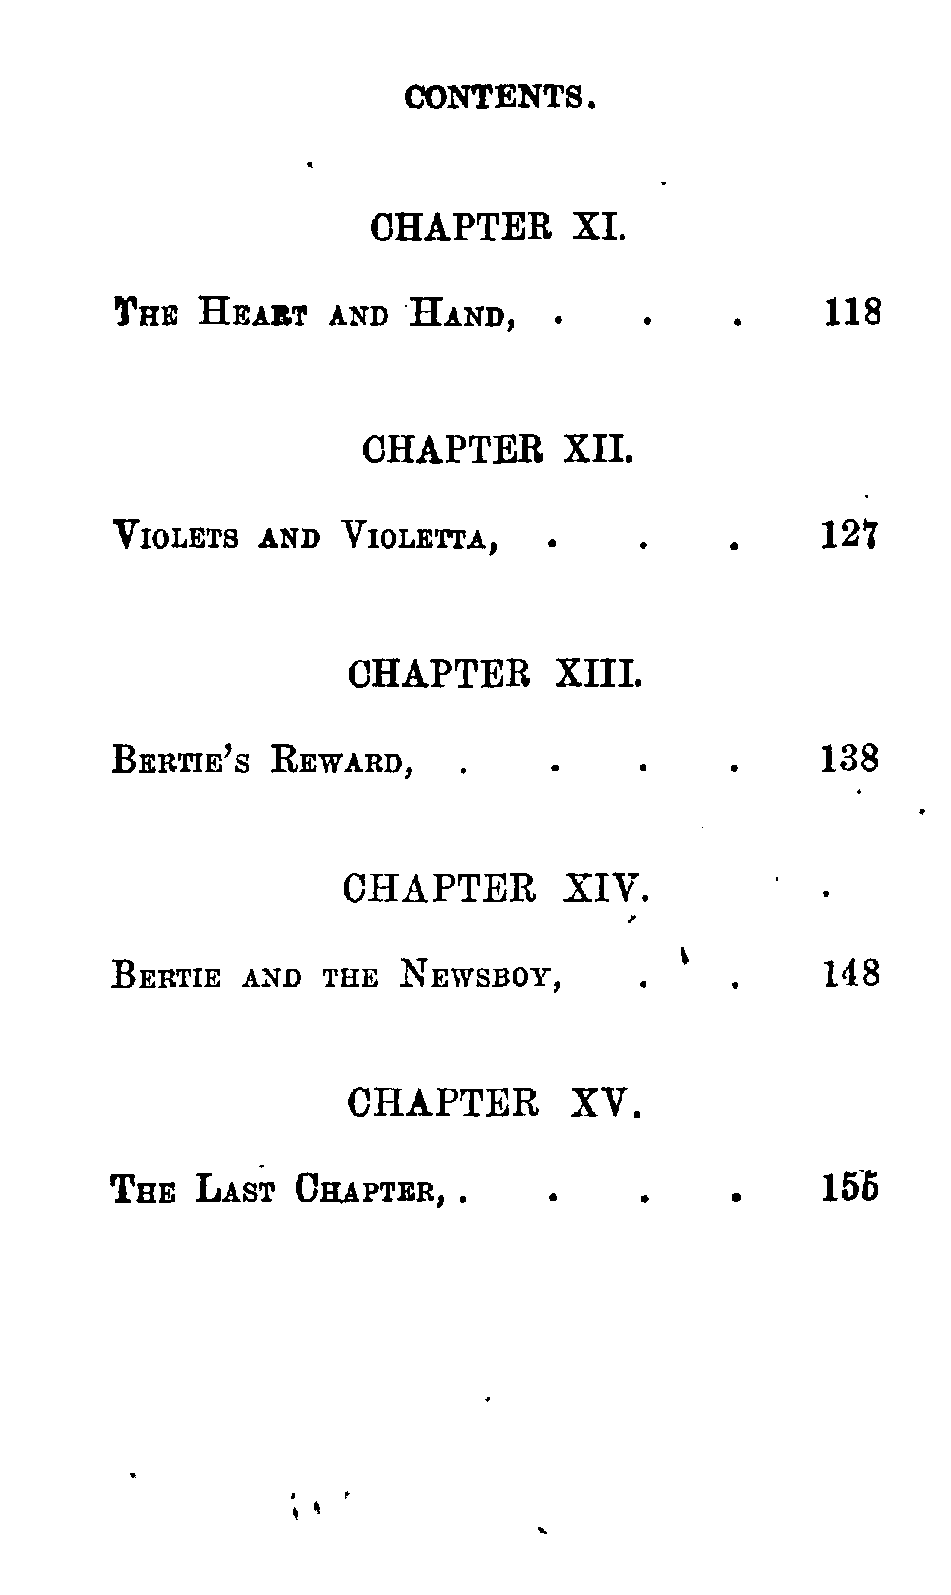 CONTENTS.
CHAPTER XI.
THE HEART AND HAND, . . . 118
CHAPTER XII.
VIOLETS AND VIOLETTA, . . . 127
CHAPTER XIII.
BERTIE'S REWARD, . . . . 138
CHAPTER XIV.
BERTIE AND THE NEWSBOY, . . 148
CHAPTER XV.
THE LAST CHAPTER, . . . . 155